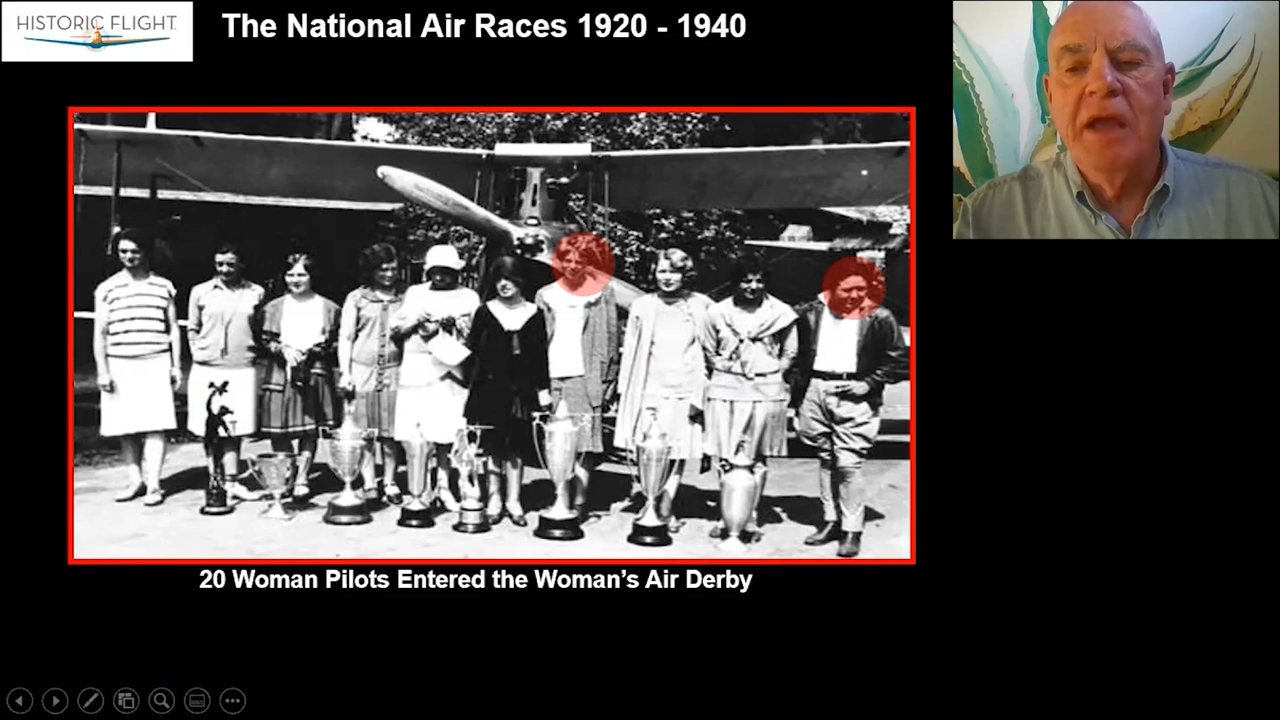 HISTORIC FLIGHT
The National Air Races 1920 - 1940
20 Woman Pilots Entered the Woman's Air Derby